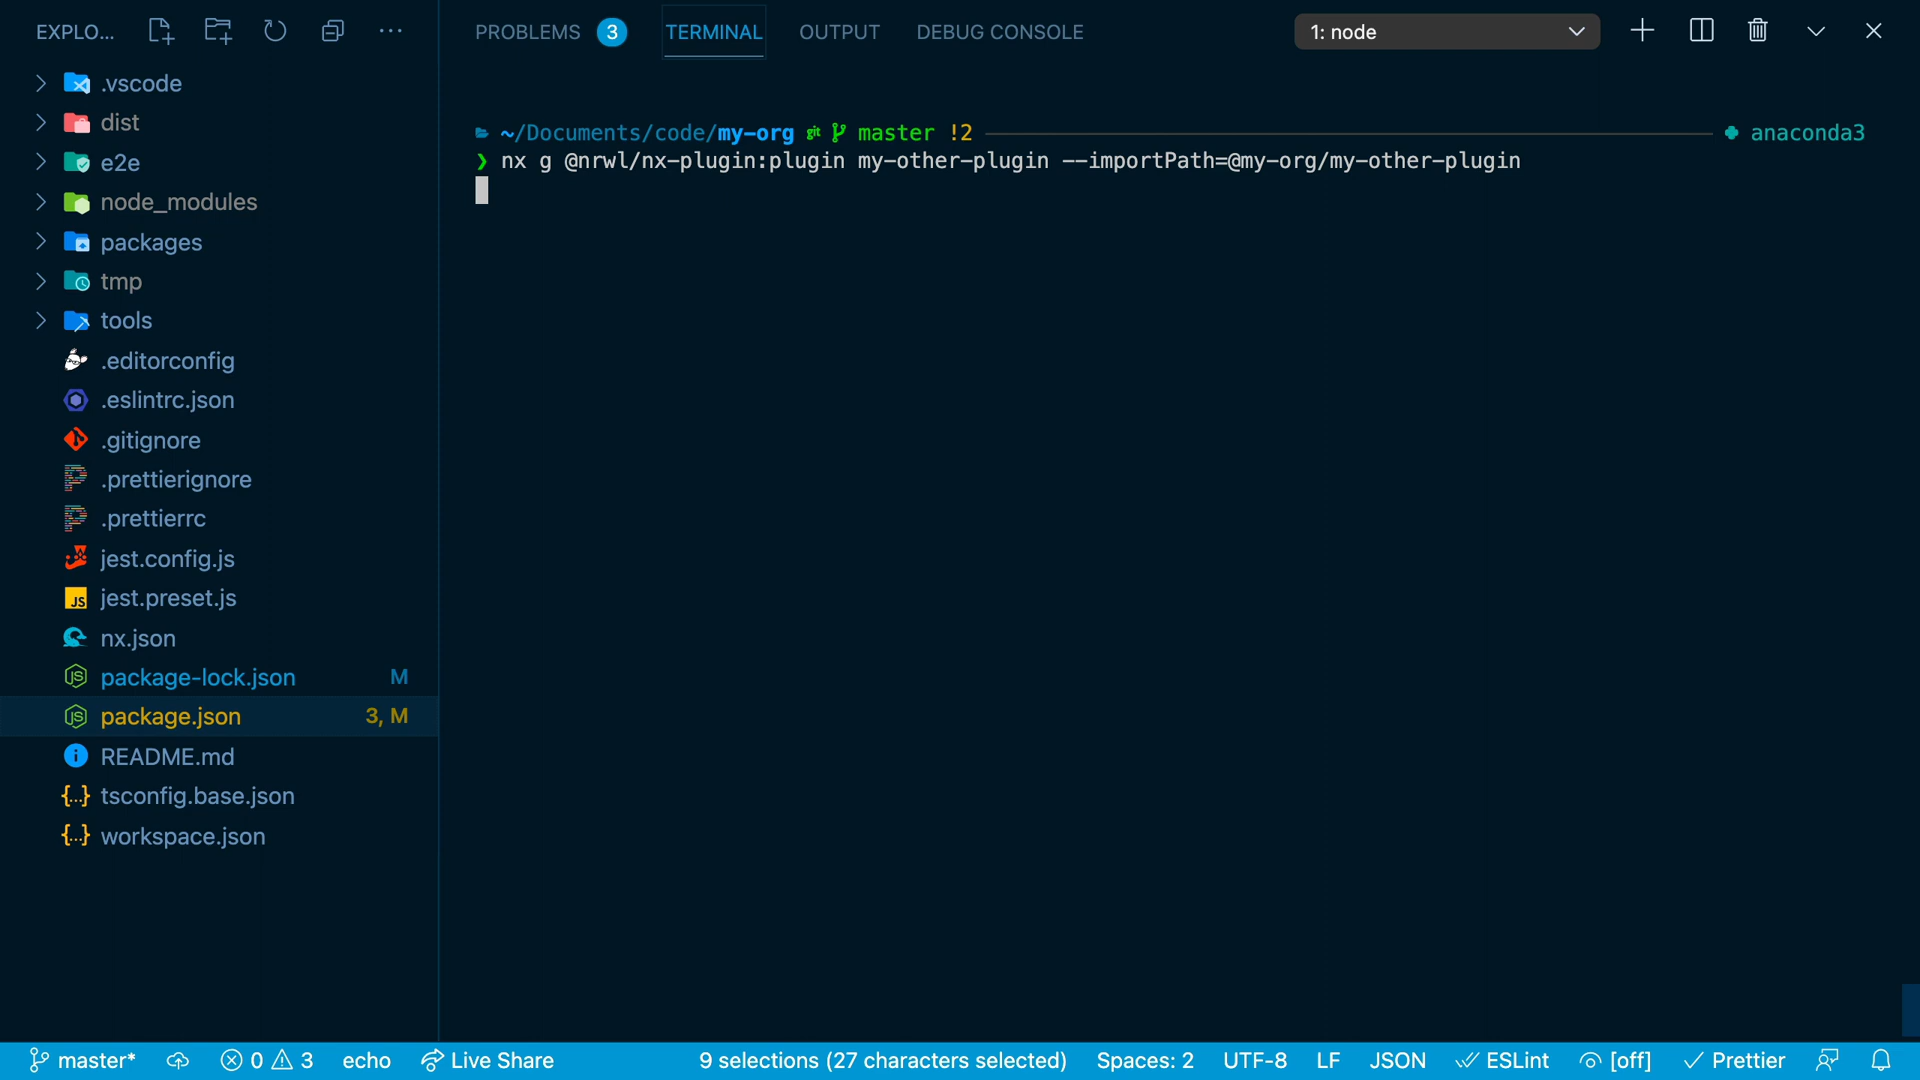 EXPLO...
.vscode
dist
e2e
node_modules
packages
tmp
tools
.editorconfig
.eslintrc.json
.gitignore
.prettierignore
.prettierrc
jest.config.js
jest.preset.js
nx.json
package-lock.json M
package.json 3, M
README.md
tsconfig.base.json
workspace.json
PROBLEMS 3 TERMINAL OUTPUT DEBUG CONSOLE 1: node
~/Documents/code/my-org git master !2 anaconda3
❯ nx g @nrwl/nx-plugin:plugin my-other-plugin --importPath=@my-org/my-other-plugin
master* 0 3 echo Live Share 9 selections (27 characters selected) Spaces: 2 UTF-8 LF JSON ESLint [off] Prettier